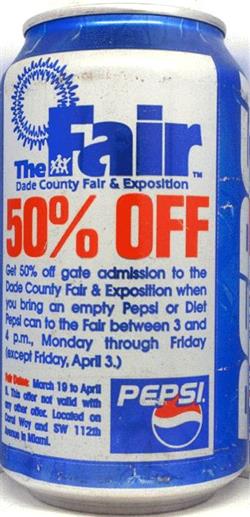 The Fair™
Dade County Fair & Exposition
50% OFF
Get 50% off gate admission to the
Dade County Fair & Exposition when
you bring an empty Pepsi or Diet
Pepsi can to the Fair between 3 and
4 p.m., Monday through Friday
(except Friday, April 3.)
Fair Dates: March 19 to April
This offer not valid with
any other offer. Located on
Coral Way and SW 112th
Avenue in Miami.
PEPSI